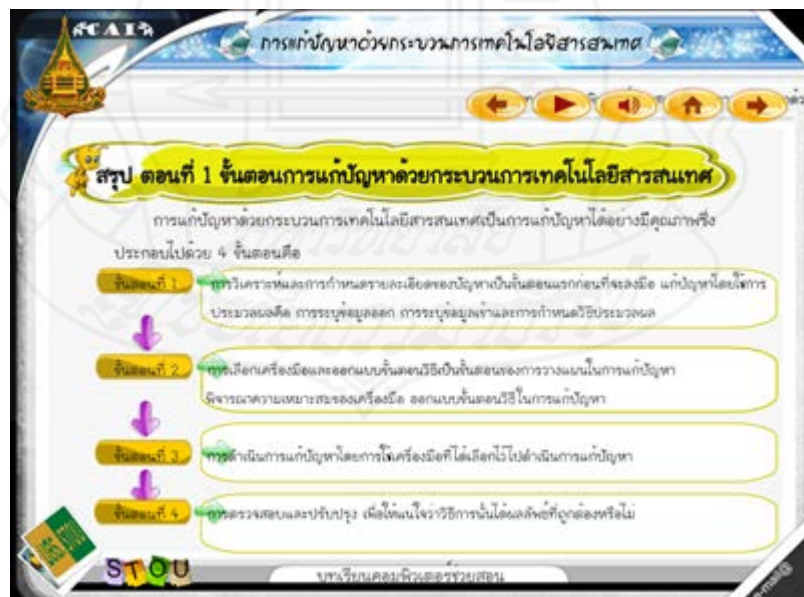 CAI
การแก้ปัญหาด้วยกระบวนการเทคโนโลยีสารสนเทศ
สรุป ตอนที่ 1 ขั้นตอนการแก้ปัญหาด้วยกระบวนการเทคโนโลยีสารสนเทศ
การแก้ปัญหาด้วยกระบวนการเทคโนโลยีสารสนเทศเป็นการแก้ปัญหาได้อย่างมีคุณภาพซึ่ง
ประกอบไปด้วย 4 ขั้นตอนคือ
ขั้นตอนที่ 1 การวิเคราะห์และการกำหนดรายละเอียดของปัญหาเป็นขั้นตอนแรกก่อนที่จะลงมือ แก้ปัญหาโดยใช้การ
ประมวลผลคือ การระบุข้อมูลออก การระบุข้อมูลเข้าและการกำหนดวิธีประมวลผล
ขั้นตอนที่ 2 การเลือกเครื่องมือและออกแบบขั้นตอนวิธีเป็นขั้นตอนของการวางแผนในการแก้ปัญหา
พิจารณาความเหมาะสมของเครื่องมือ ออกแบบขั้นตอนวิธีในการแก้ปัญหา
ขั้นตอนที่ 3 การดำเนินการแก้ปัญหาโดยการใช้เครื่องมือที่ได้เลือกไว้ไปดำเนินการแก้ปัญหา
ขั้นตอนที่ 4 การตรวจสอบและปรับปรุง เพื่อให้แน่ใจว่าวิธีการนั้นได้ผลลัพธ์ที่ถูกต้องหรือไม่
STOU
บทเรียนคอมพิวเตอร์ช่วยสอน
e-mail@